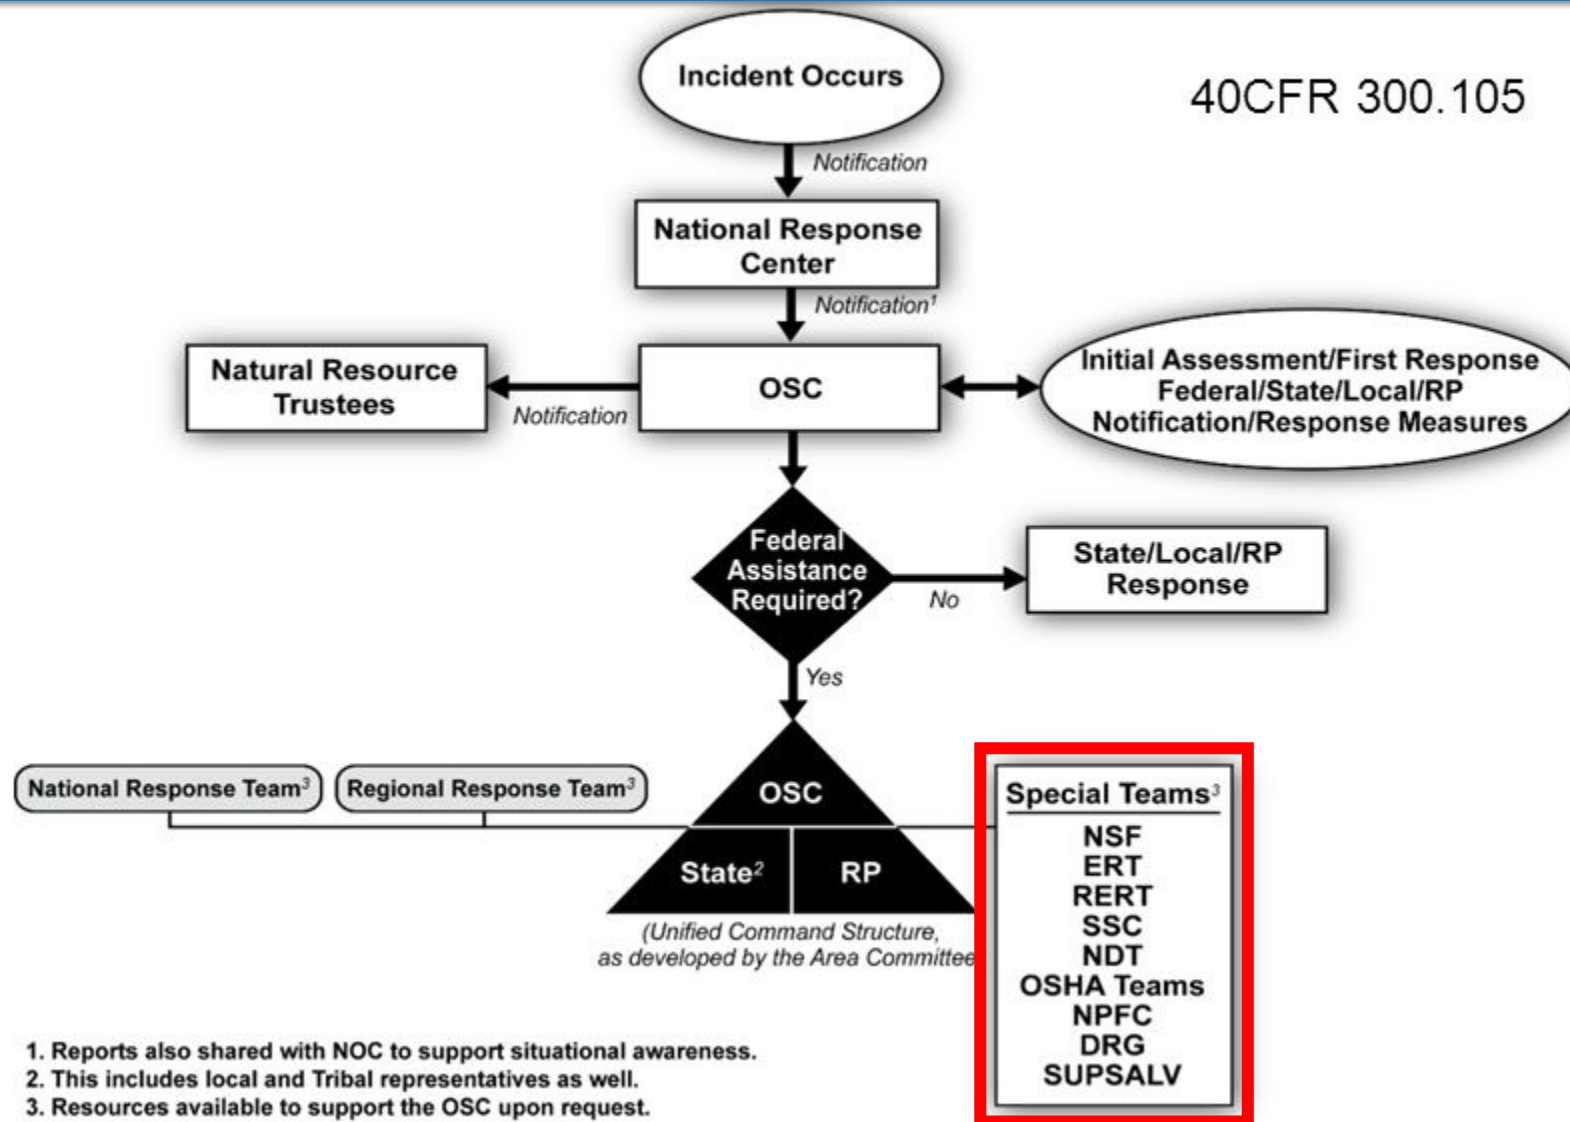 Incident Occurs
40CFR 300.105
Notification
National Response
Center
Notification¹
Natural Resource
Trustees
Notification
OSC
Initial Assessment/First Response
Federal/State/Local/RP
Notification/Response Measures
Federal
Assistance
Required?
No
State/Local/RP
Response
Yes
National Response Team³
Regional Response Team³
OSC
State²
RP
(Unified Command Structure,
as developed by the Area Committee
Special Teams³
NSF
ERT
RERT
SSC
NDT
OSHA Teams
NPFC
DRG
SUPSALV
1. Reports also shared with NOC to support situational awareness.
2. This includes local and Tribal representatives as well.
3. Resources available to support the OSC upon request.